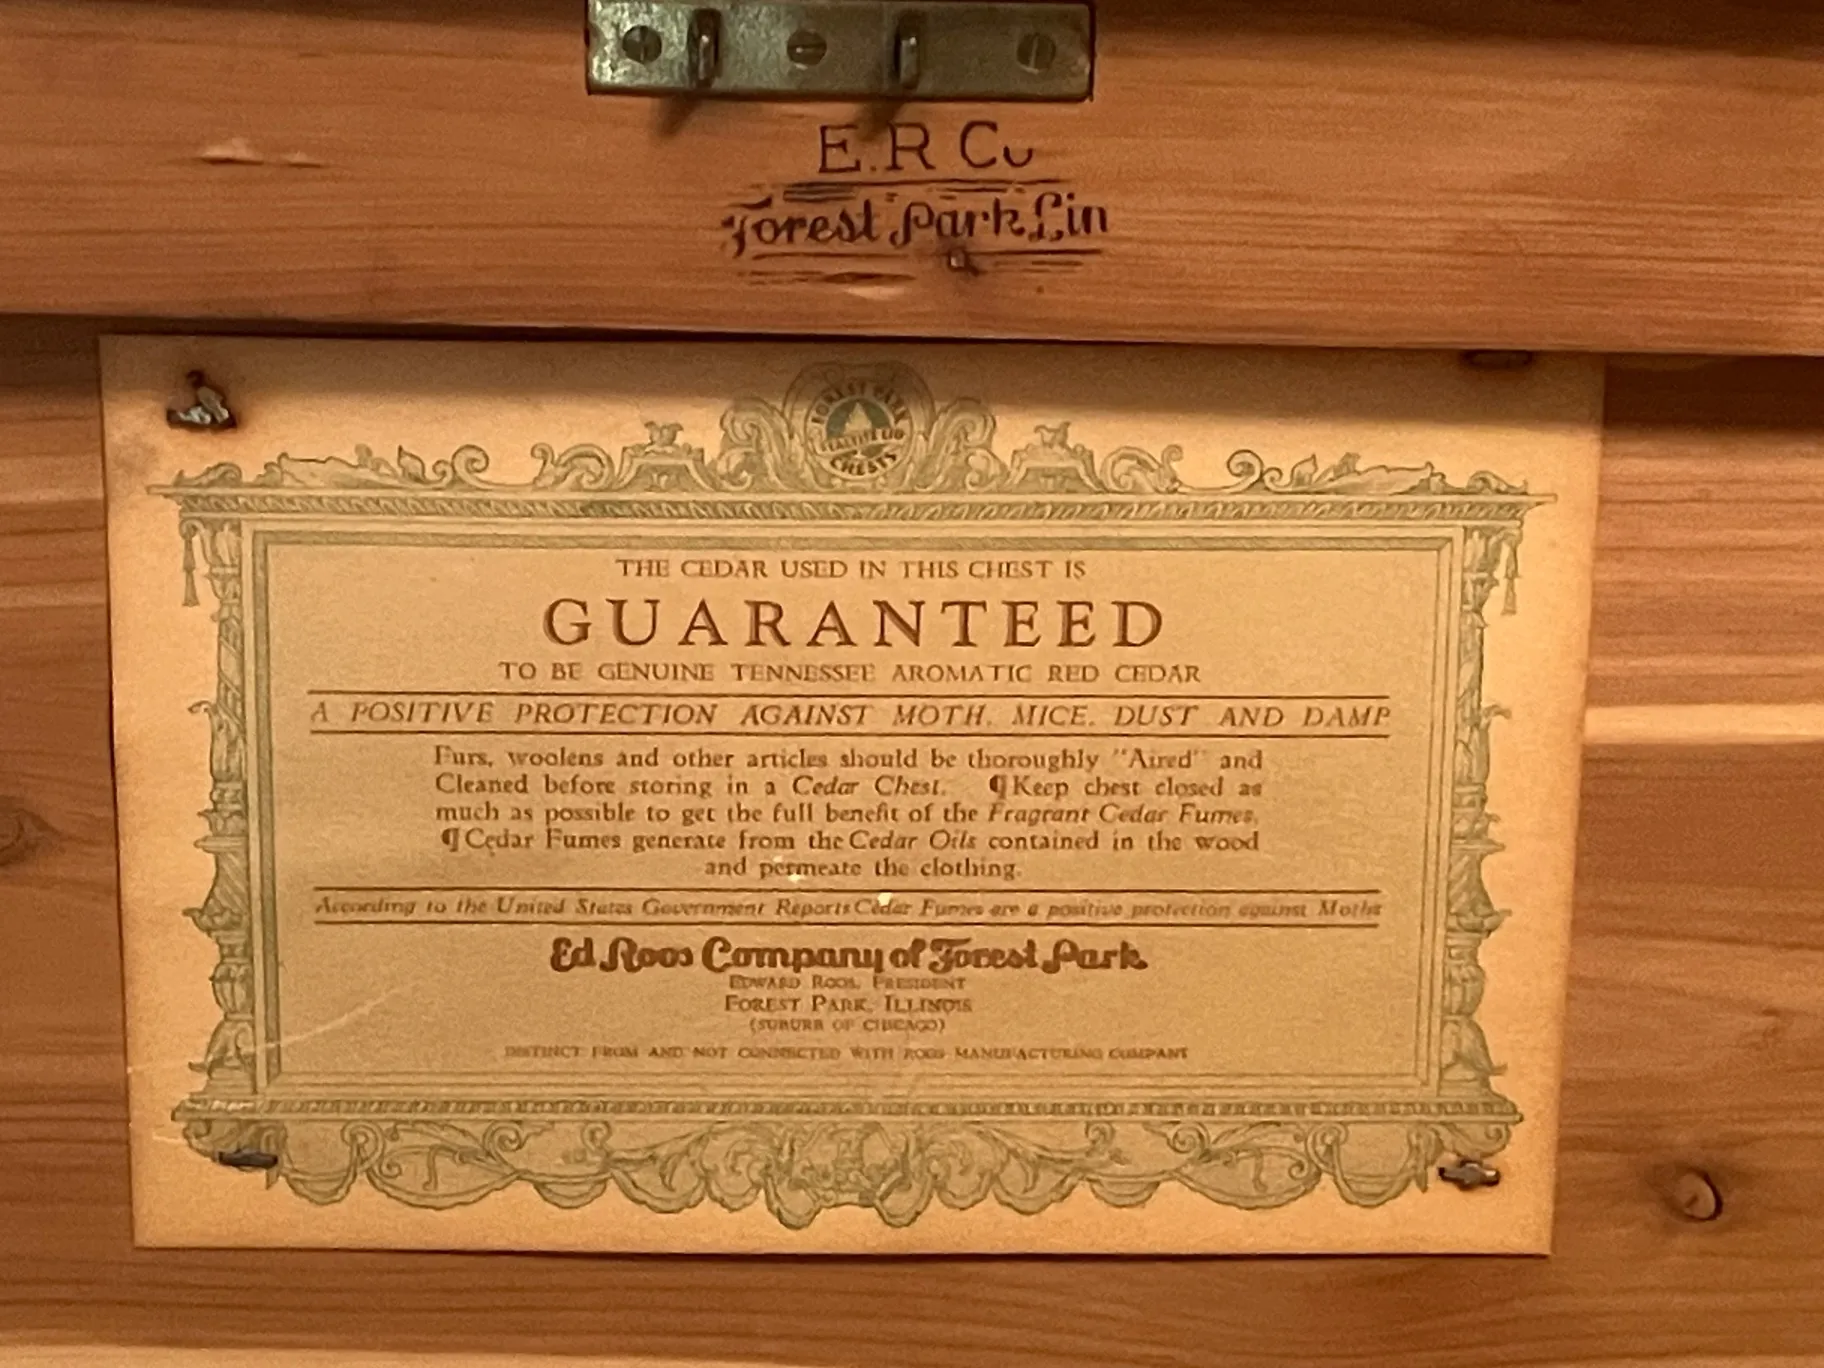 E.R Co
Forest Park Lin
FOREST PARK
CHESTS
THE CEDAR USED IN THIS CHEST IS
GUARANTEED
TO BE GENUINE TENNESSEE AROMATIC RED CEDAR
A POSITIVE PROTECTION AGAINST MOTH, MICE, DUST AND DAMP
Furs, woolens and other articles should be thoroughly "Aired" and
Cleaned before storing in a Cedar Chest. ¶ Keep chest closed as
much as possible to get the full benefit of the Fragrant Cedar Fumes.
¶ Cedar Fumes generate from the Cedar Oils contained in the wood
and permeate the clothing.
According to the United States Government Reports Cedar Fumes are a positive protection against Moths
Ed Roos Company of Forest Park
EDWARD ROOS, PRESIDENT
FOREST PARK, ILLINOIS
(SUBURB OF CHICAGO)
DISTINCT FROM AND NOT CONNECTED WITH ROOS MANUFACTURING COMPANY